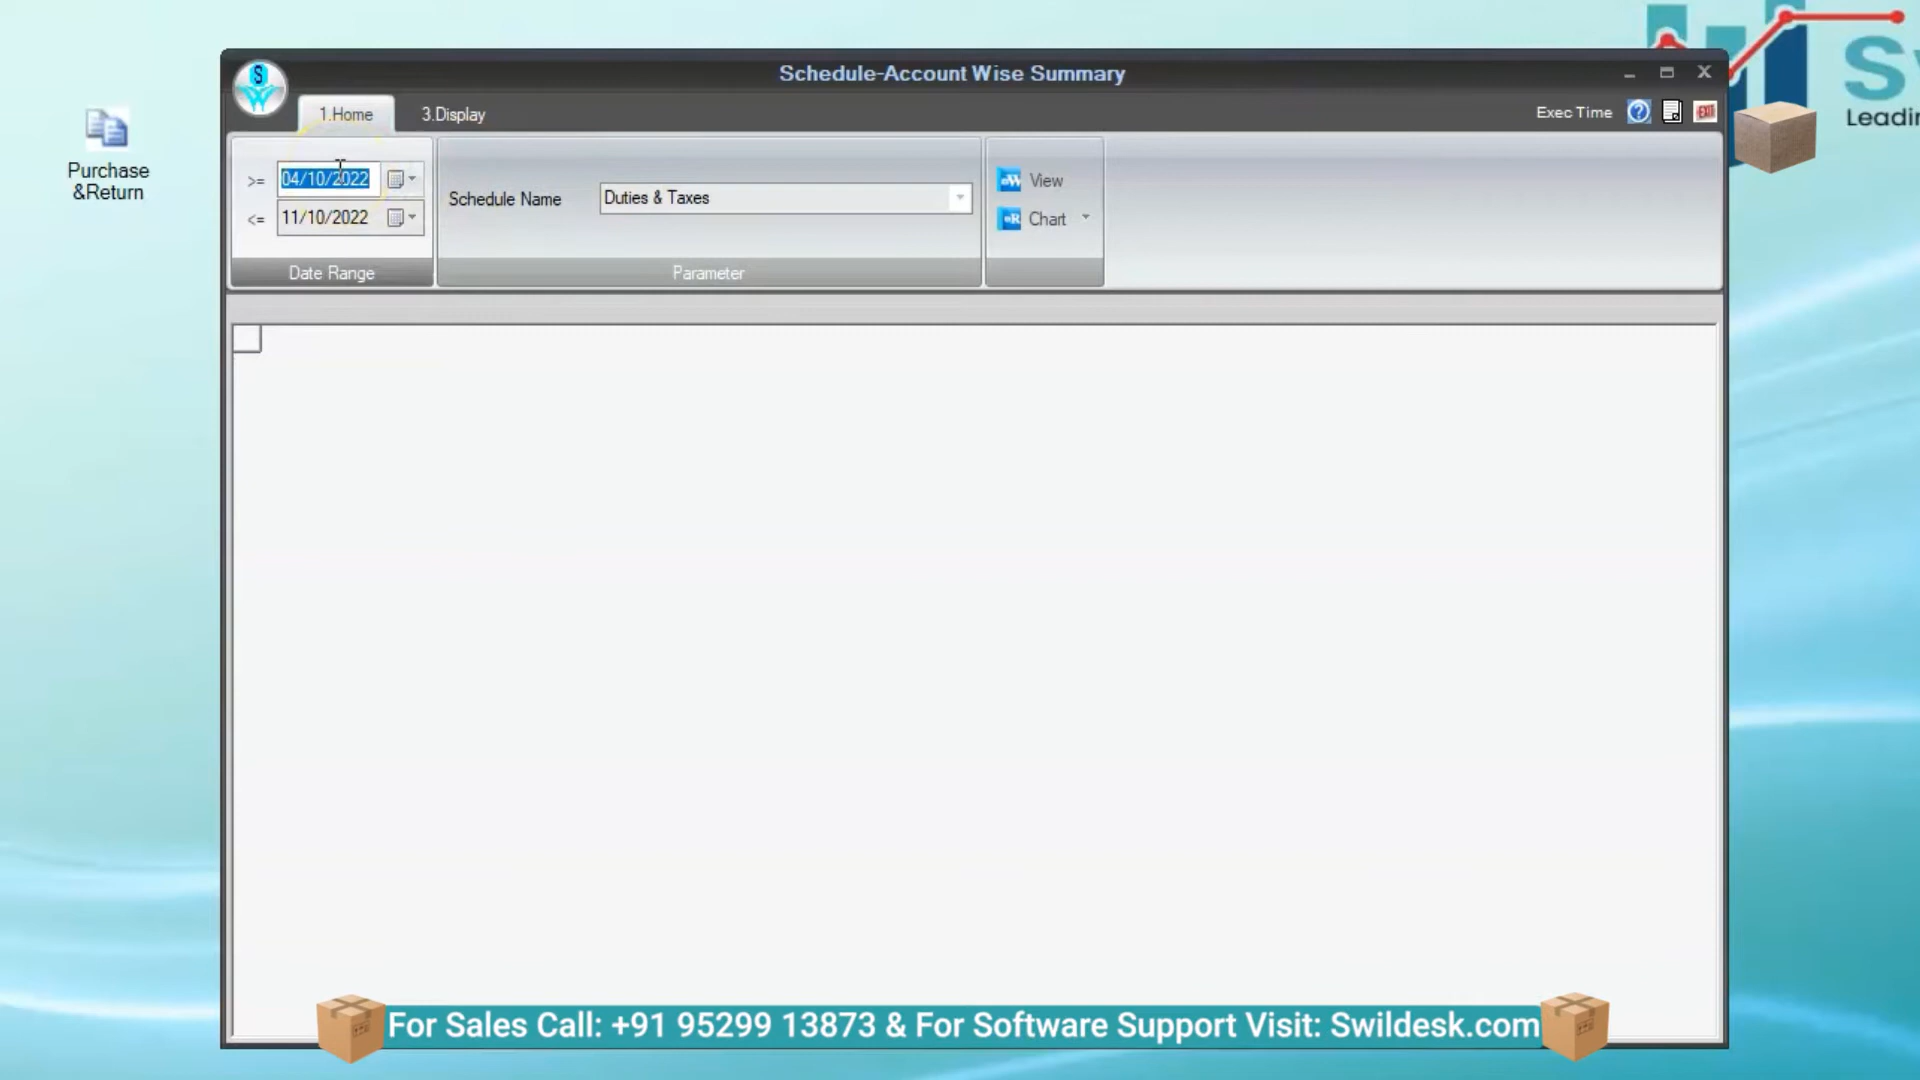 Schedule-Account Wise Summary
Leadin
Purchase
&Return
1.Home
3.Display
Exec Time
EXIT
>=
04/10/2022
<=
11/10/2022
Date Range
Schedule Name
Duties & Taxes
Parameter
View
Chart
For Sales Call: +91 95299 13873 & For Software Support Visit: Swildesk.com